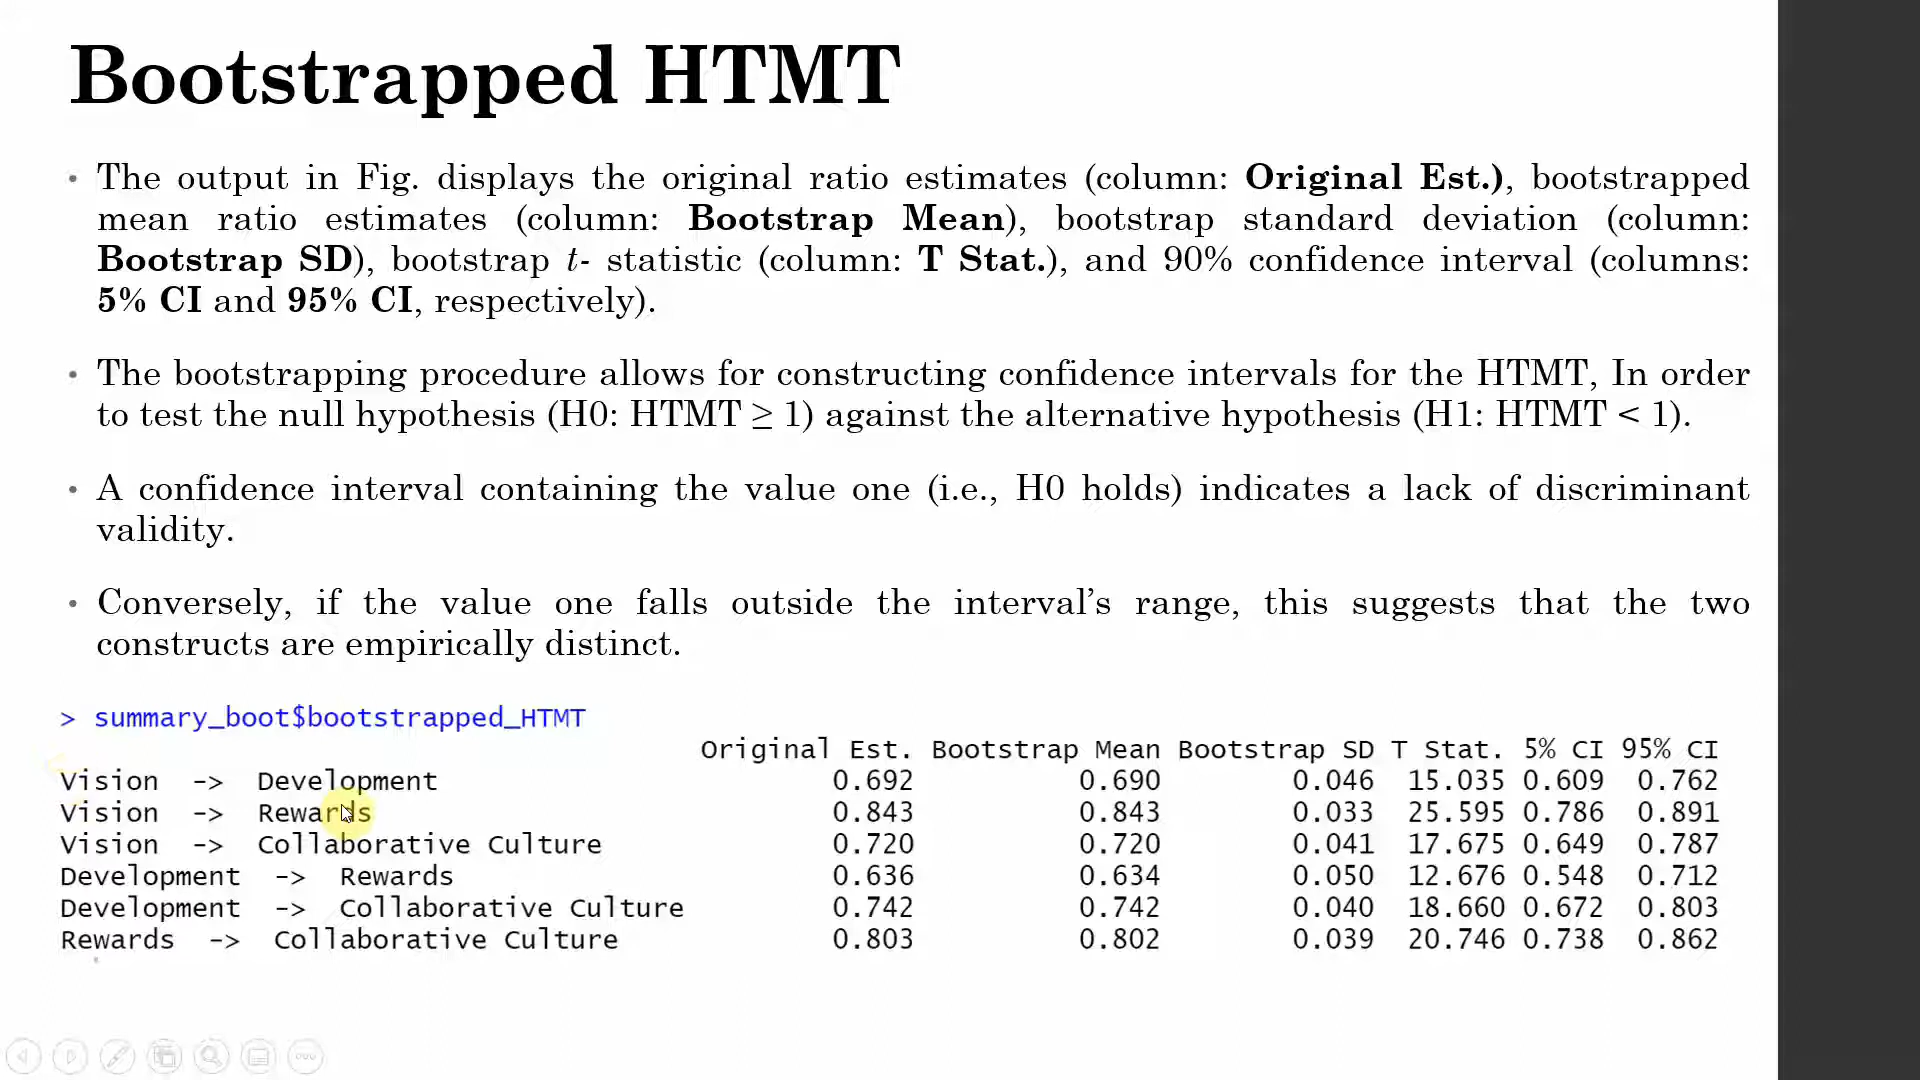 Bootstrapped HTMT
• The output in Fig. displays the original ratio estimates (column: Original Est.), bootstrapped
mean ratio estimates (column: Bootstrap Mean), bootstrap standard deviation (column:
Bootstrap SD), bootstrap t- statistic (column: T Stat.), and 90% confidence interval (columns:
5% CI and 95% CI, respectively).
• The bootstrapping procedure allows for constructing confidence intervals for the HTMT, In order
to test the null hypothesis (H0: HTMT ≥ 1) against the alternative hypothesis (H1: HTMT < 1).
• A confidence interval containing the value one (i.e., H0 holds) indicates a lack of discriminant
validity.
• Conversely, if the value one falls outside the interval’s range, this suggests that the two
constructs are empirically distinct.
> summary_boot$bootstrapped_HTMT
Original Est. Bootstrap Mean Bootstrap SD T Stat. 5% CI 95% CI
Vision -> Development 0.692 0.690 0.046 15.035 0.609 0.762
Vision -> Rewards 0.843 0.843 0.033 25.595 0.786 0.891
Vision -> Collaborative Culture 0.720 0.720 0.041 17.675 0.649 0.787
Development -> Rewards 0.636 0.634 0.050 12.676 0.548 0.712
Development -> Collaborative Culture 0.742 0.742 0.040 18.660 0.672 0.803
Rewards -> Collaborative Culture 0.803 0.802 0.039 20.746 0.738 0.862